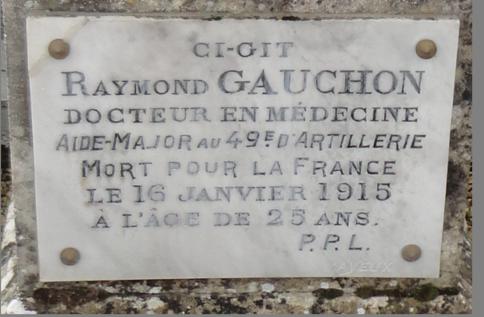 CI-GIT
RAYMOND GAUCHON
DOCTEUR EN MÉDECINE
AIDE-MAJOR AU 49E D'ARTILLERIE
MORT POUR LA FRANCE
LE 16 JANVIER 1915
À L'ÂGE DE 25 ANS.
P.P.L.